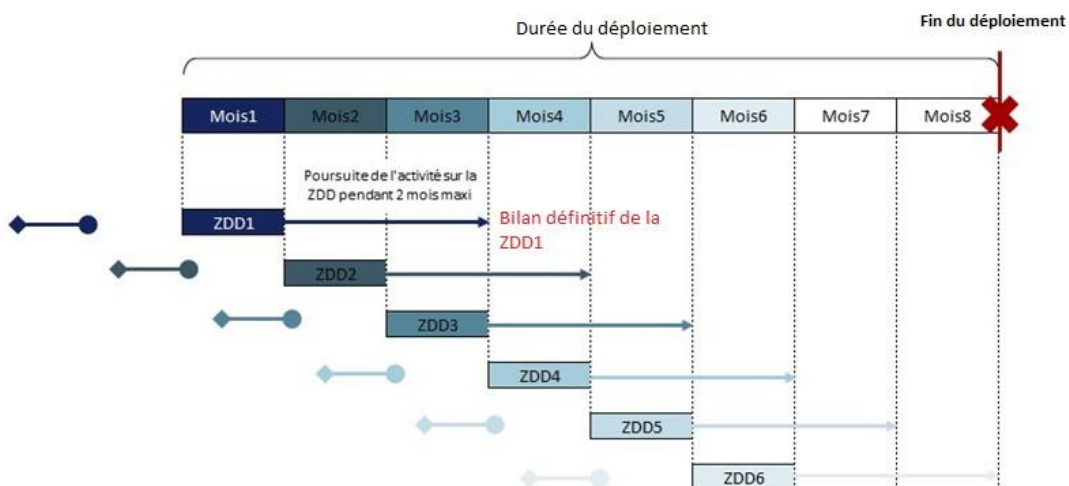 Durée du déploiement
Fin du déploiement
Mois1
Mois2
Mois3
Mois4
Mois5
Mois6
Mois7
Mois8
Poursuite de l'activité sur la
ZDD pendant 2 mois maxi
ZDD1
Bilan définitif de la
ZDD1
ZDD2
ZDD3
ZDD4
ZDD5
ZDD6